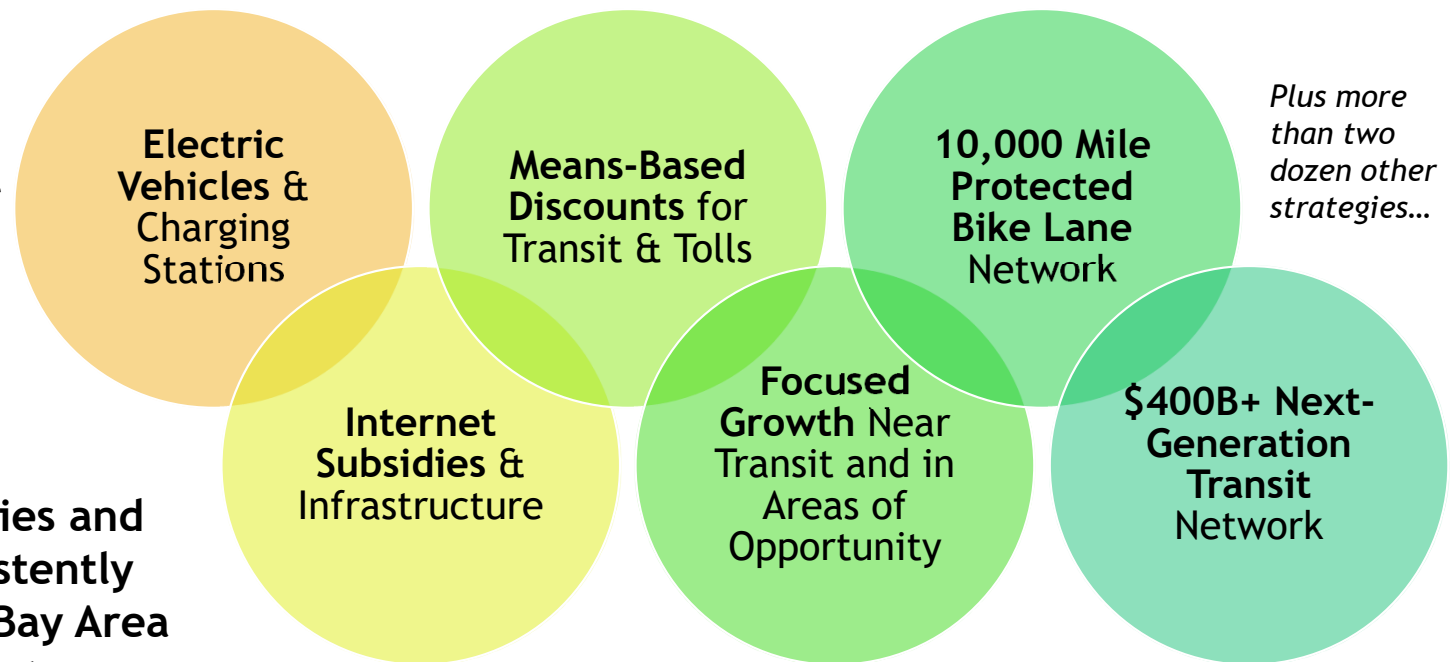 Electric
Vehicles &
Charging
Stations
Means-Based
Discounts for
Transit & Tolls
10,000 Mile
Protected
Bike Lane
Network
Plus more
than two
dozen other
strategies…
Internet
Subsidies &
Infrastructure
Focused
Growth Near
Transit and in
Areas of
Opportunity
$400B+ Next-
Generation
Transit
Network
ies and
stently
Bay Area